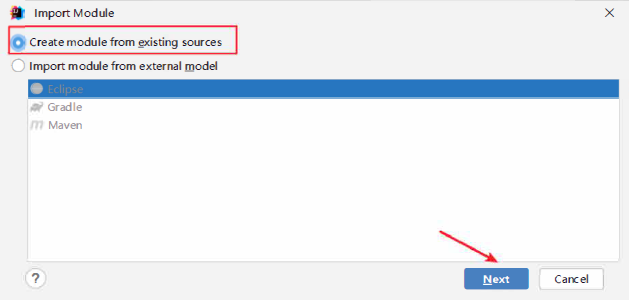 Import Module
Create module from existing sources
Import module from external model
Eclipse
Gradle
Maven
?
Next
Cancel